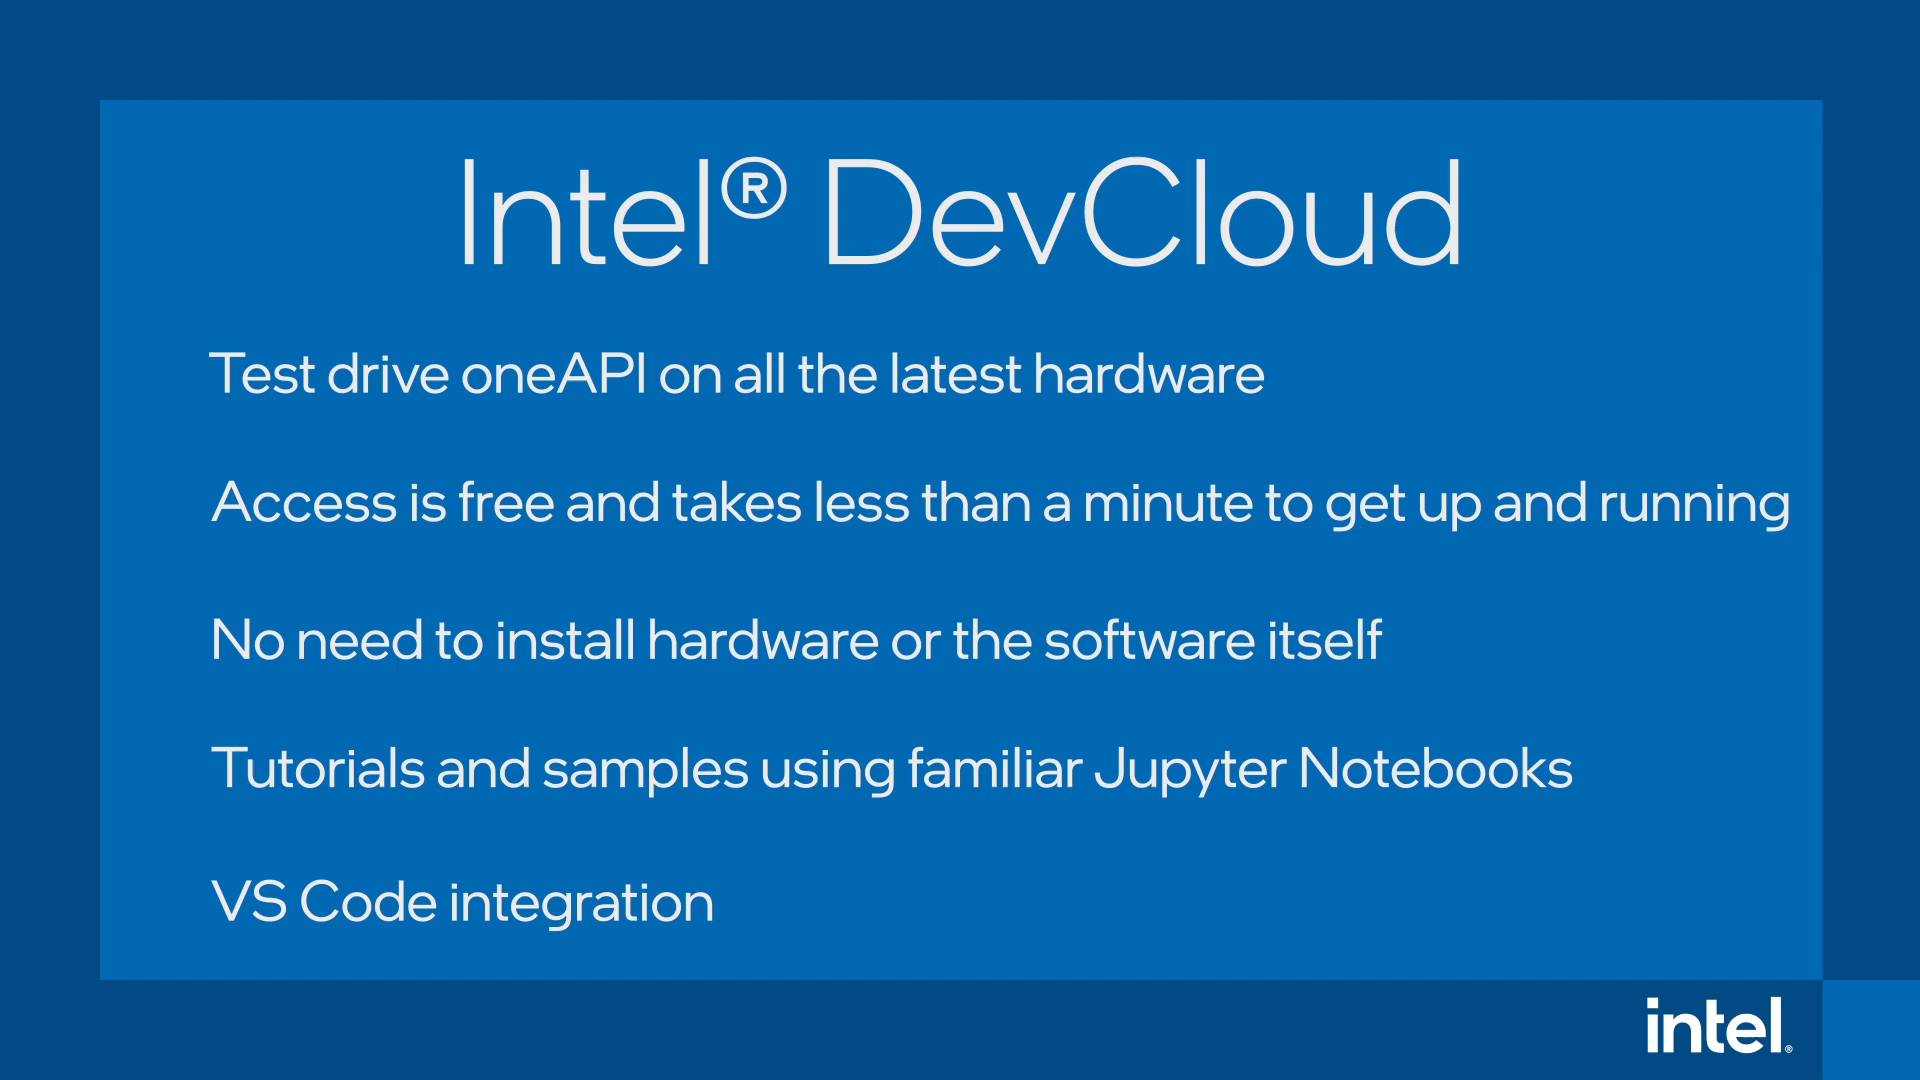 Intel® DevCloud
Test drive oneAPI on all the latest hardware
Access is free and takes less than a minute to get up and running
No need to install hardware or the software itself
Tutorials and samples using familiar Jupyter Notebooks
VS Code integration
intel®